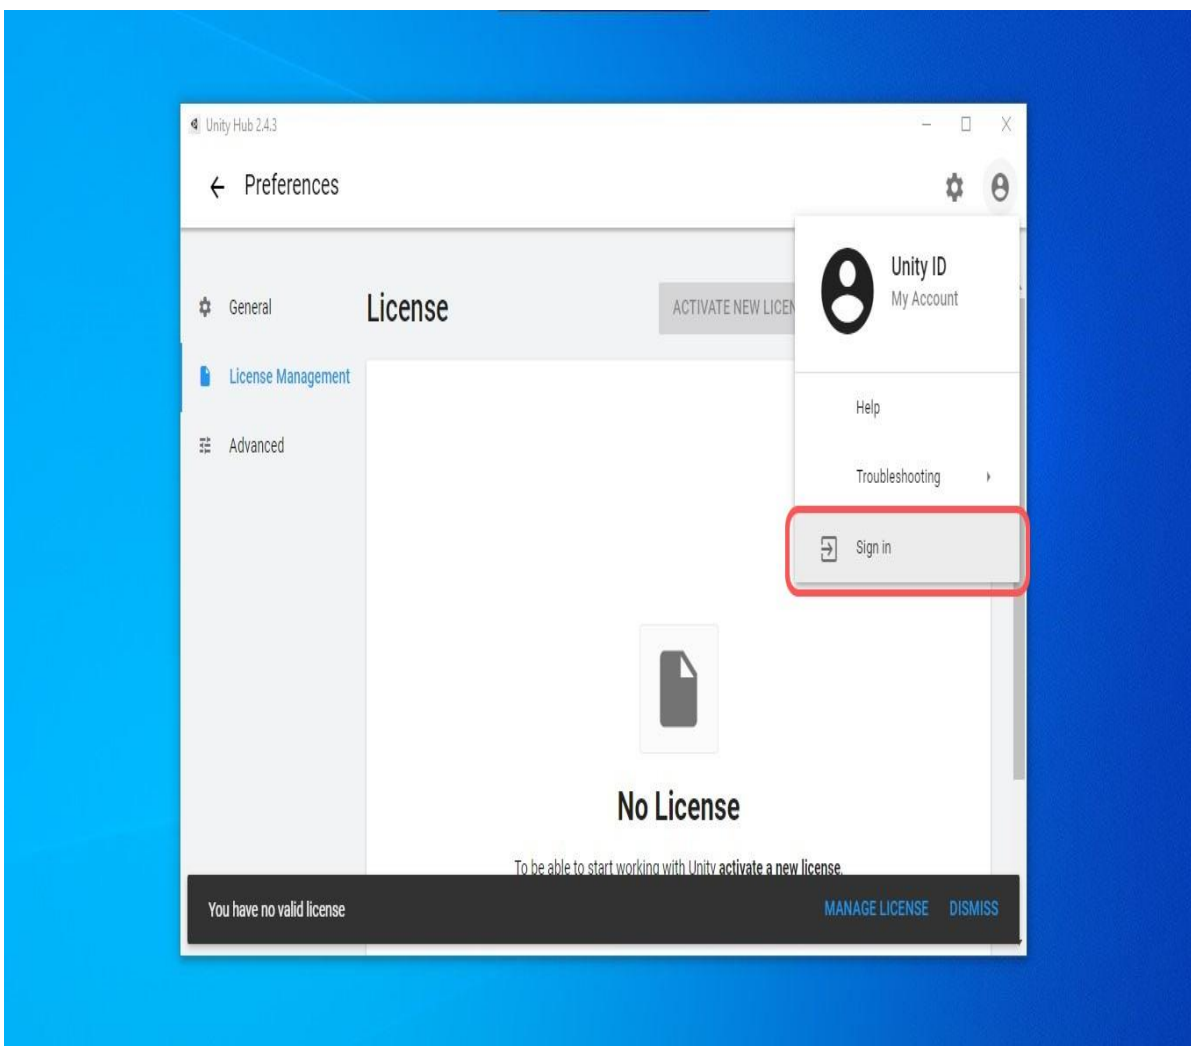 Unity Hub 2.4.3
Preferences
Unity ID
My Account
General
License
ACTIVATE NEW LICEN
License Management
Help
Advanced
Troubleshooting
Sign in
No License
To be able to start working with Unity activate a new license.
You have no valid license
MANAGE LICENSE
DISMISS